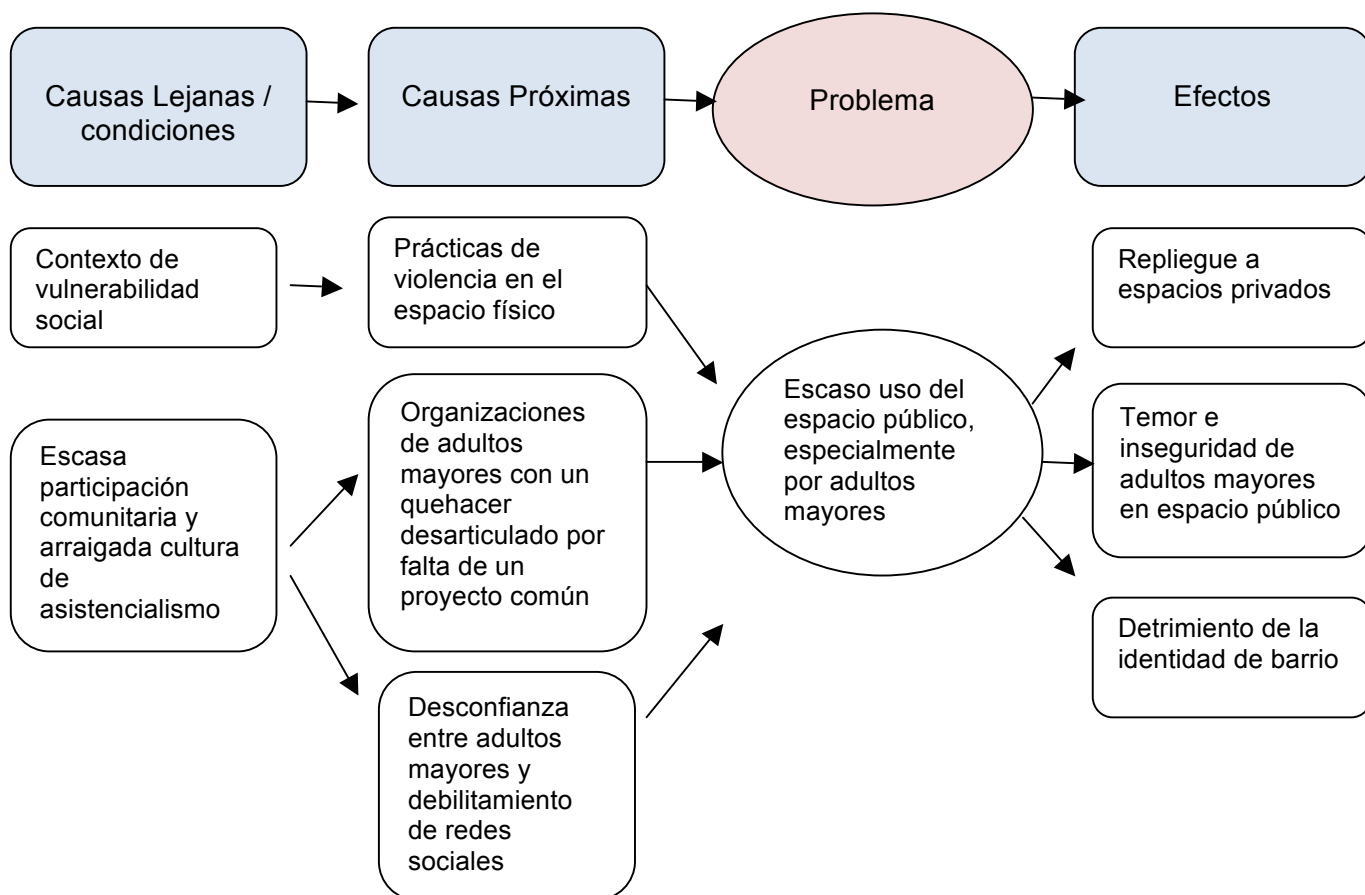 Causas Lejanas /
condiciones
Causas Próximas
Problema
Efectos
Contexto de
vulnerabilidad
social
Prácticas de
violencia en el
espacio físico
Repliegue a
espacios privados
Escasa
participación
comunitaria y
arraigada cultura
de
asistencialismo
Organizaciones
de adultos
mayores con un
quehacer
desarticulado por
falta de un
proyecto común
Escaso uso del
espacio público,
especialmente
por adultos
mayores
Temor e
inseguridad de
adultos mayores
en espacio público
Desconfianza
entre adultos
mayores y
debilitamiento
de redes
sociales
Detrimiento de la
identidad de barrio